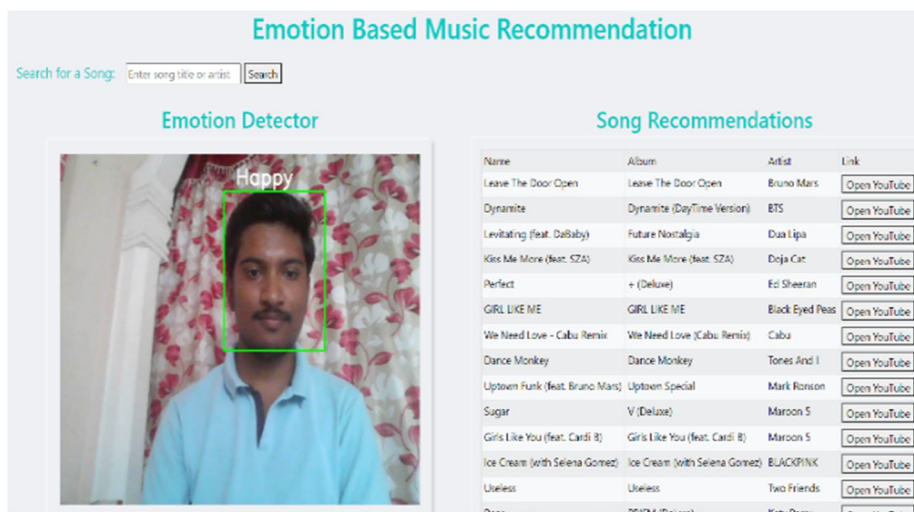 Emotion Based Music Recommendation
Search for a Song: Enter song title or artist Search
Emotion Detector
Happy
Song Recommendations
Name Album Artist Link
Leave The Door Open Leave The Door Open Bruno Mars Open YouTube
Dynamite Dynamite (DayTime Version) BTS Open YouTube
Levitating (feat. DaBaby) Future Nostalgia Dua Lipa Open YouTube
Kiss Me More (feat. SZA) Kiss Me More (feat. SZA) Doja Cat Open YouTube
Perfect ÷ (Deluxe) Ed Sheeran Open YouTube
GIRL LIKE ME GIRL LIKE ME Black Eyed Peas Open YouTube
We Need Love - Cabu Remix We Need Love (Cabu Remix) Cabu Open YouTube
Dance Monkey Dance Monkey Tones And I Open YouTube
Uptown Funk (feat. Bruno Mars) Uptown Special Mark Ronson Open YouTube
Sugar V (Deluxe) Maroon 5 Open YouTube
Girls Like You (feat. Cardi B) Girls Like You (feat. Cardi B) Maroon 5 Open YouTube
Ice Cream (with Selena Gomez) Ice Cream (with Selena Gomez) BLACKPINK Open YouTube
Useless Useless Two Friends Open YouTube